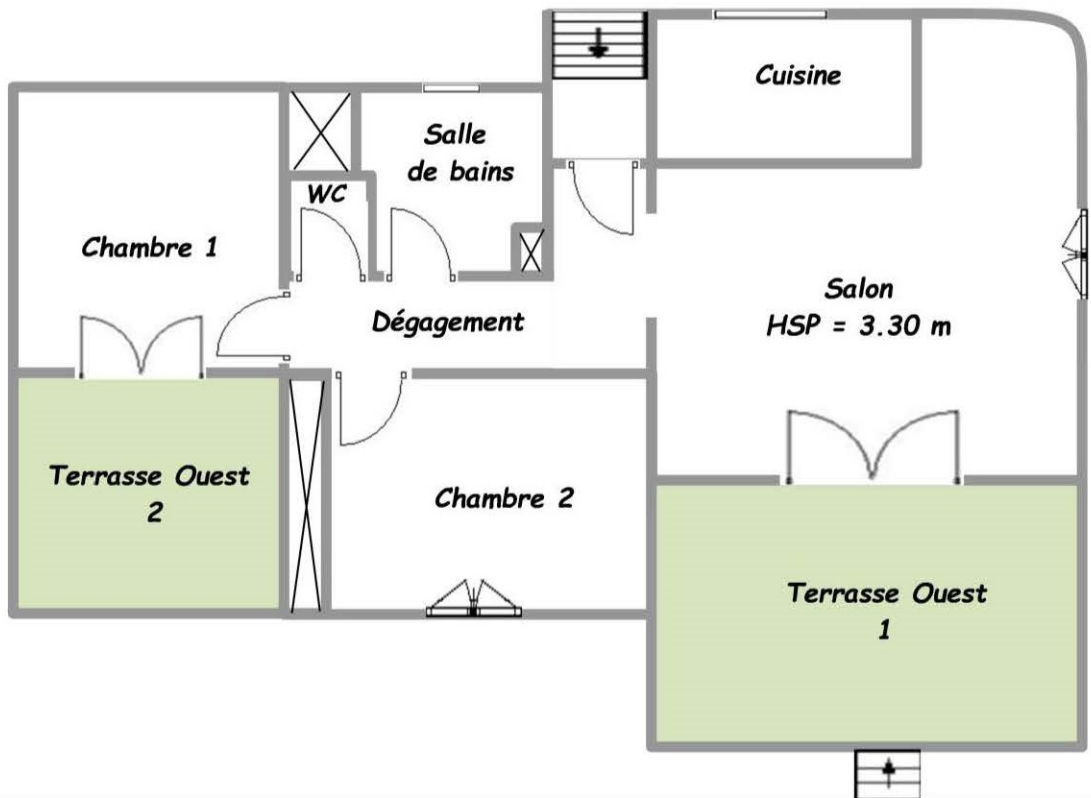 Cuisine
Salle
de bains
WC
Chambre 1
Salon
HSP = 3.30 m
Dégagement
Terrasse Ouest
2
Chambre 2
Terrasse Ouest
1